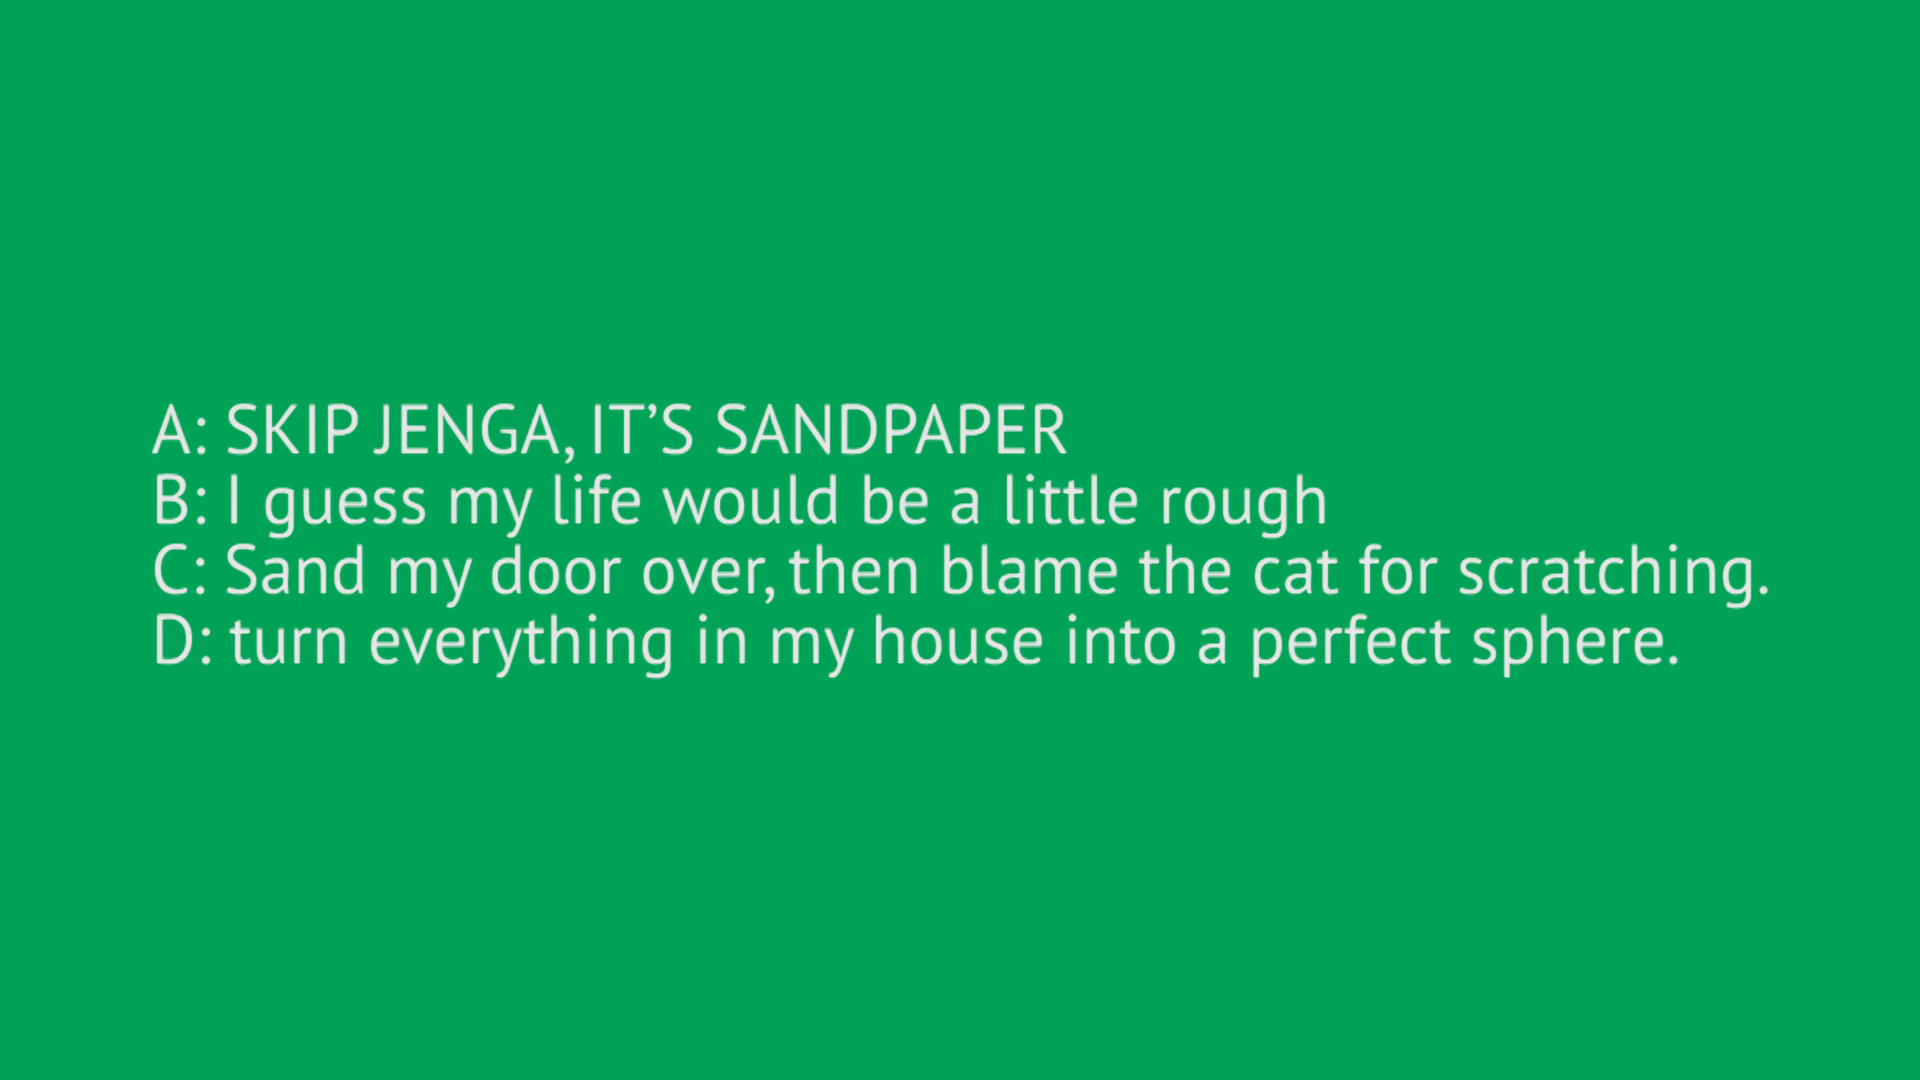 A: SKIP JENGA, IT’S SANDPAPER
B: I guess my life would be a little rough
C: Sand my door over, then blame the cat for scratching.
D: turn everything in my house into a perfect sphere.